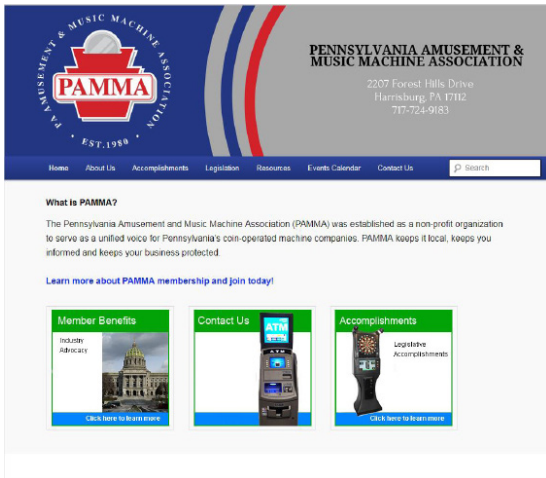 PA AMUSEMENT & MUSIC MACHINE ASSOCIATION
PAMMA
· EST.1980 ·
PENNSYLVANIA AMUSEMENT &
MUSIC MACHINE ASSOCIATION
2207 Forest Hills Drive
Harrisburg, PA 17112
717-724-9183
Home About Us Accomplishments Legislation Resources Events Calendar Contact Us Search
What is PAMMA?
The Pennsylvania Amusement and Music Machine Association (PAMMA) was established as a non-profit organization
to serve as a unified voice for Pennsylvania's coin-operated machine companies. PAMMA keeps it local, keeps you
informed and keeps your business protected.
Learn more about PAMMA membership and join today!
Member Benefits
Industry
Advocacy
Click here to learn more
Contact Us
ATM
ATM
Accomplishments
Legislative
Accomplishments
Click here to learn more